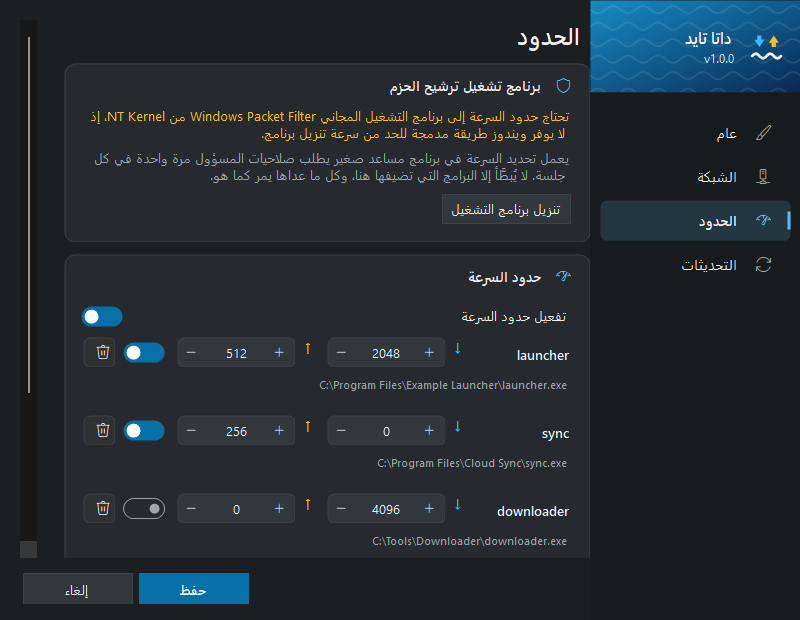 داتا تايد
v1.0.0
عام
الشبكة
الحدود
التحديثات
الحدود
برنامج تشغيل ترشيح الحزم
تحتاج حدود السرعة إلى برنامج التشغيل المجاني Windows Packet Filter من NT Kernel، إذ
لا يوفر ويندوز طريقة مدمجة للحد من سرعة تنزيل برنامج.
يعمل تحديد السرعة في برنامج مساعد صغير يطلب صلاحيات المسؤول مرة واحدة في كل
جلسة. لا يُبطَّأ إلا البرامج التي تضيفها هنا، وكل ما عداها يمر كما هو.
تنزيل برنامج التشغيل
حدود السرعة
تفعيل حدود السرعة
launcher ↓ − 2048 + ↑ − 512 +
C:\Program Files\Example Launcher\launcher.exe
sync ↓ − 0 + ↑ − 256 +
C:\Program Files\Cloud Sync\sync.exe
downloader ↓ − 4096 + ↑ − 0 +
C:\Tools\Downloader\downloader.exe
حفظ
إلغاء